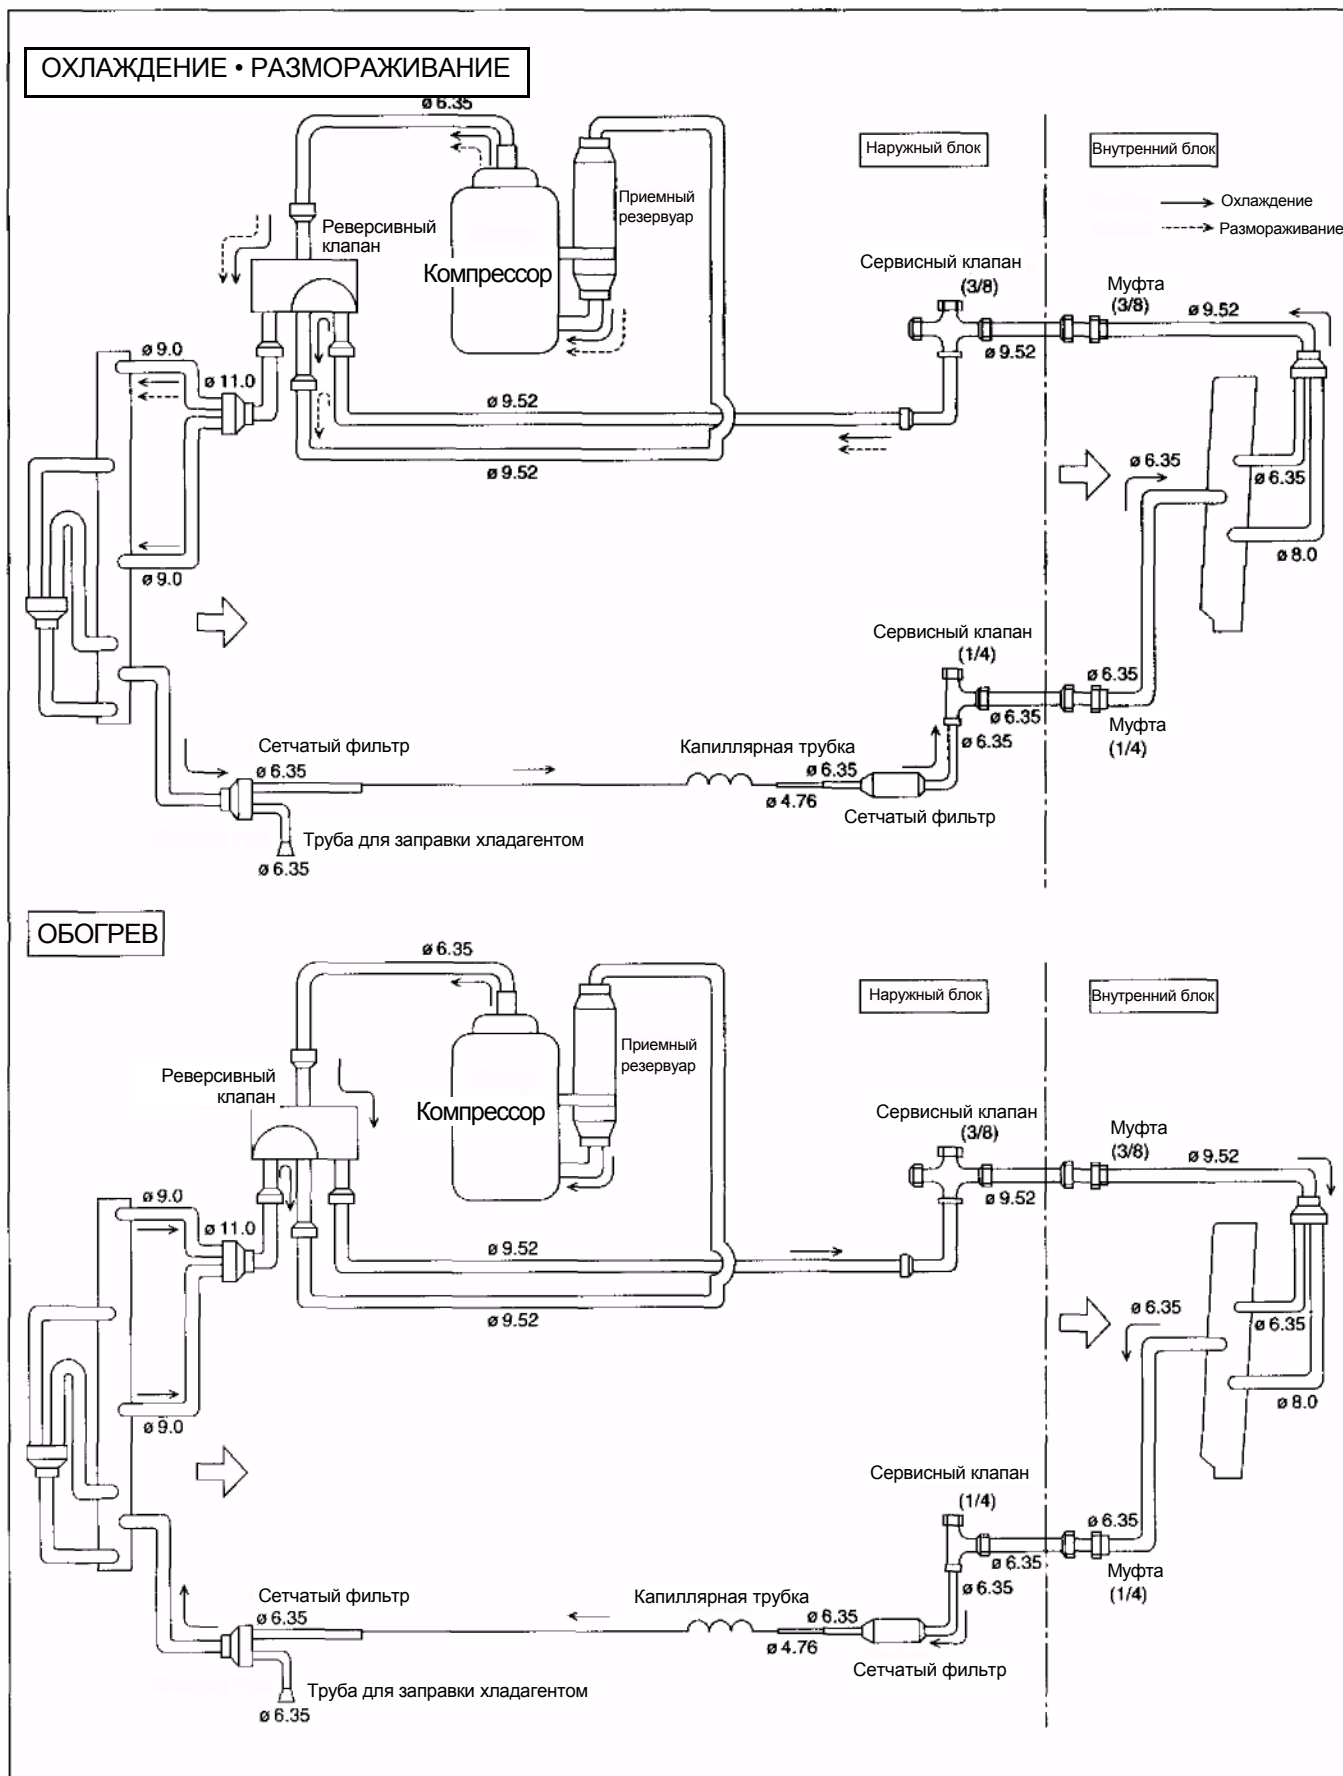 ОХЛАЖДЕНИЕ • РАЗМОРАЖИВАНИЕ
ø 6.35
Наружный блок
Внутренний блок
Приемный
резервуар
Охлаждение
Размораживание
Реверсивный
клапан
Компрессор
Сервисный клапан
(3/8)
Муфта
(3/8)
ø 9.52
ø 9.52
ø 9.0
ø 11.0
ø 9.52
ø 9.52
ø 6.35
ø 6.35
ø 8.0
ø 9.0
Сервисный клапан
(1/4)
ø 6.35
ø 6.35
ø 6.35
Муфта
(1/4)
Сетчатый фильтр
ø 6.35
Капиллярная трубка
ø 6.35
ø 4.76
Сетчатый фильтр
Труба для заправки хладагентом
ø 6.35
ОБОГРЕВ
ø 6.35
Наружный блок
Внутренний блок
Приемный
резервуар
Реверсивный
клапан
Компрессор
Сервисный клапан
(3/8)
Муфта
(3/8)
ø 9.52
ø 9.52
ø 9.0
ø 11.0
ø 9.52
ø 9.52
ø 6.35
ø 6.35
ø 8.0
ø 9.0
Сервисный клапан
(1/4)
ø 6.35
ø 6.35
ø 6.35
Муфта
(1/4)
Сетчатый фильтр
ø 6.35
Капиллярная трубка
ø 6.35
ø 4.76
Сетчатый фильтр
Труба для заправки хладагентом
ø 6.35